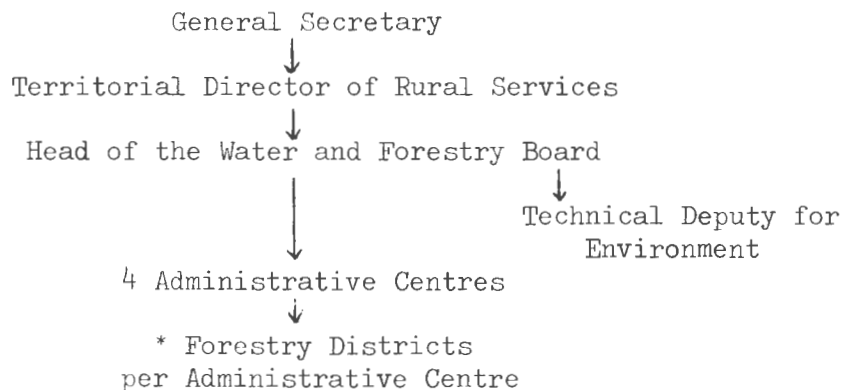 General Secretary
Territorial Director of Rural Services
Head of the Water and Forestry Board
Technical Deputy for
Environment
4 Administrative Centres
* Forestry Districts
per Administrative Centre